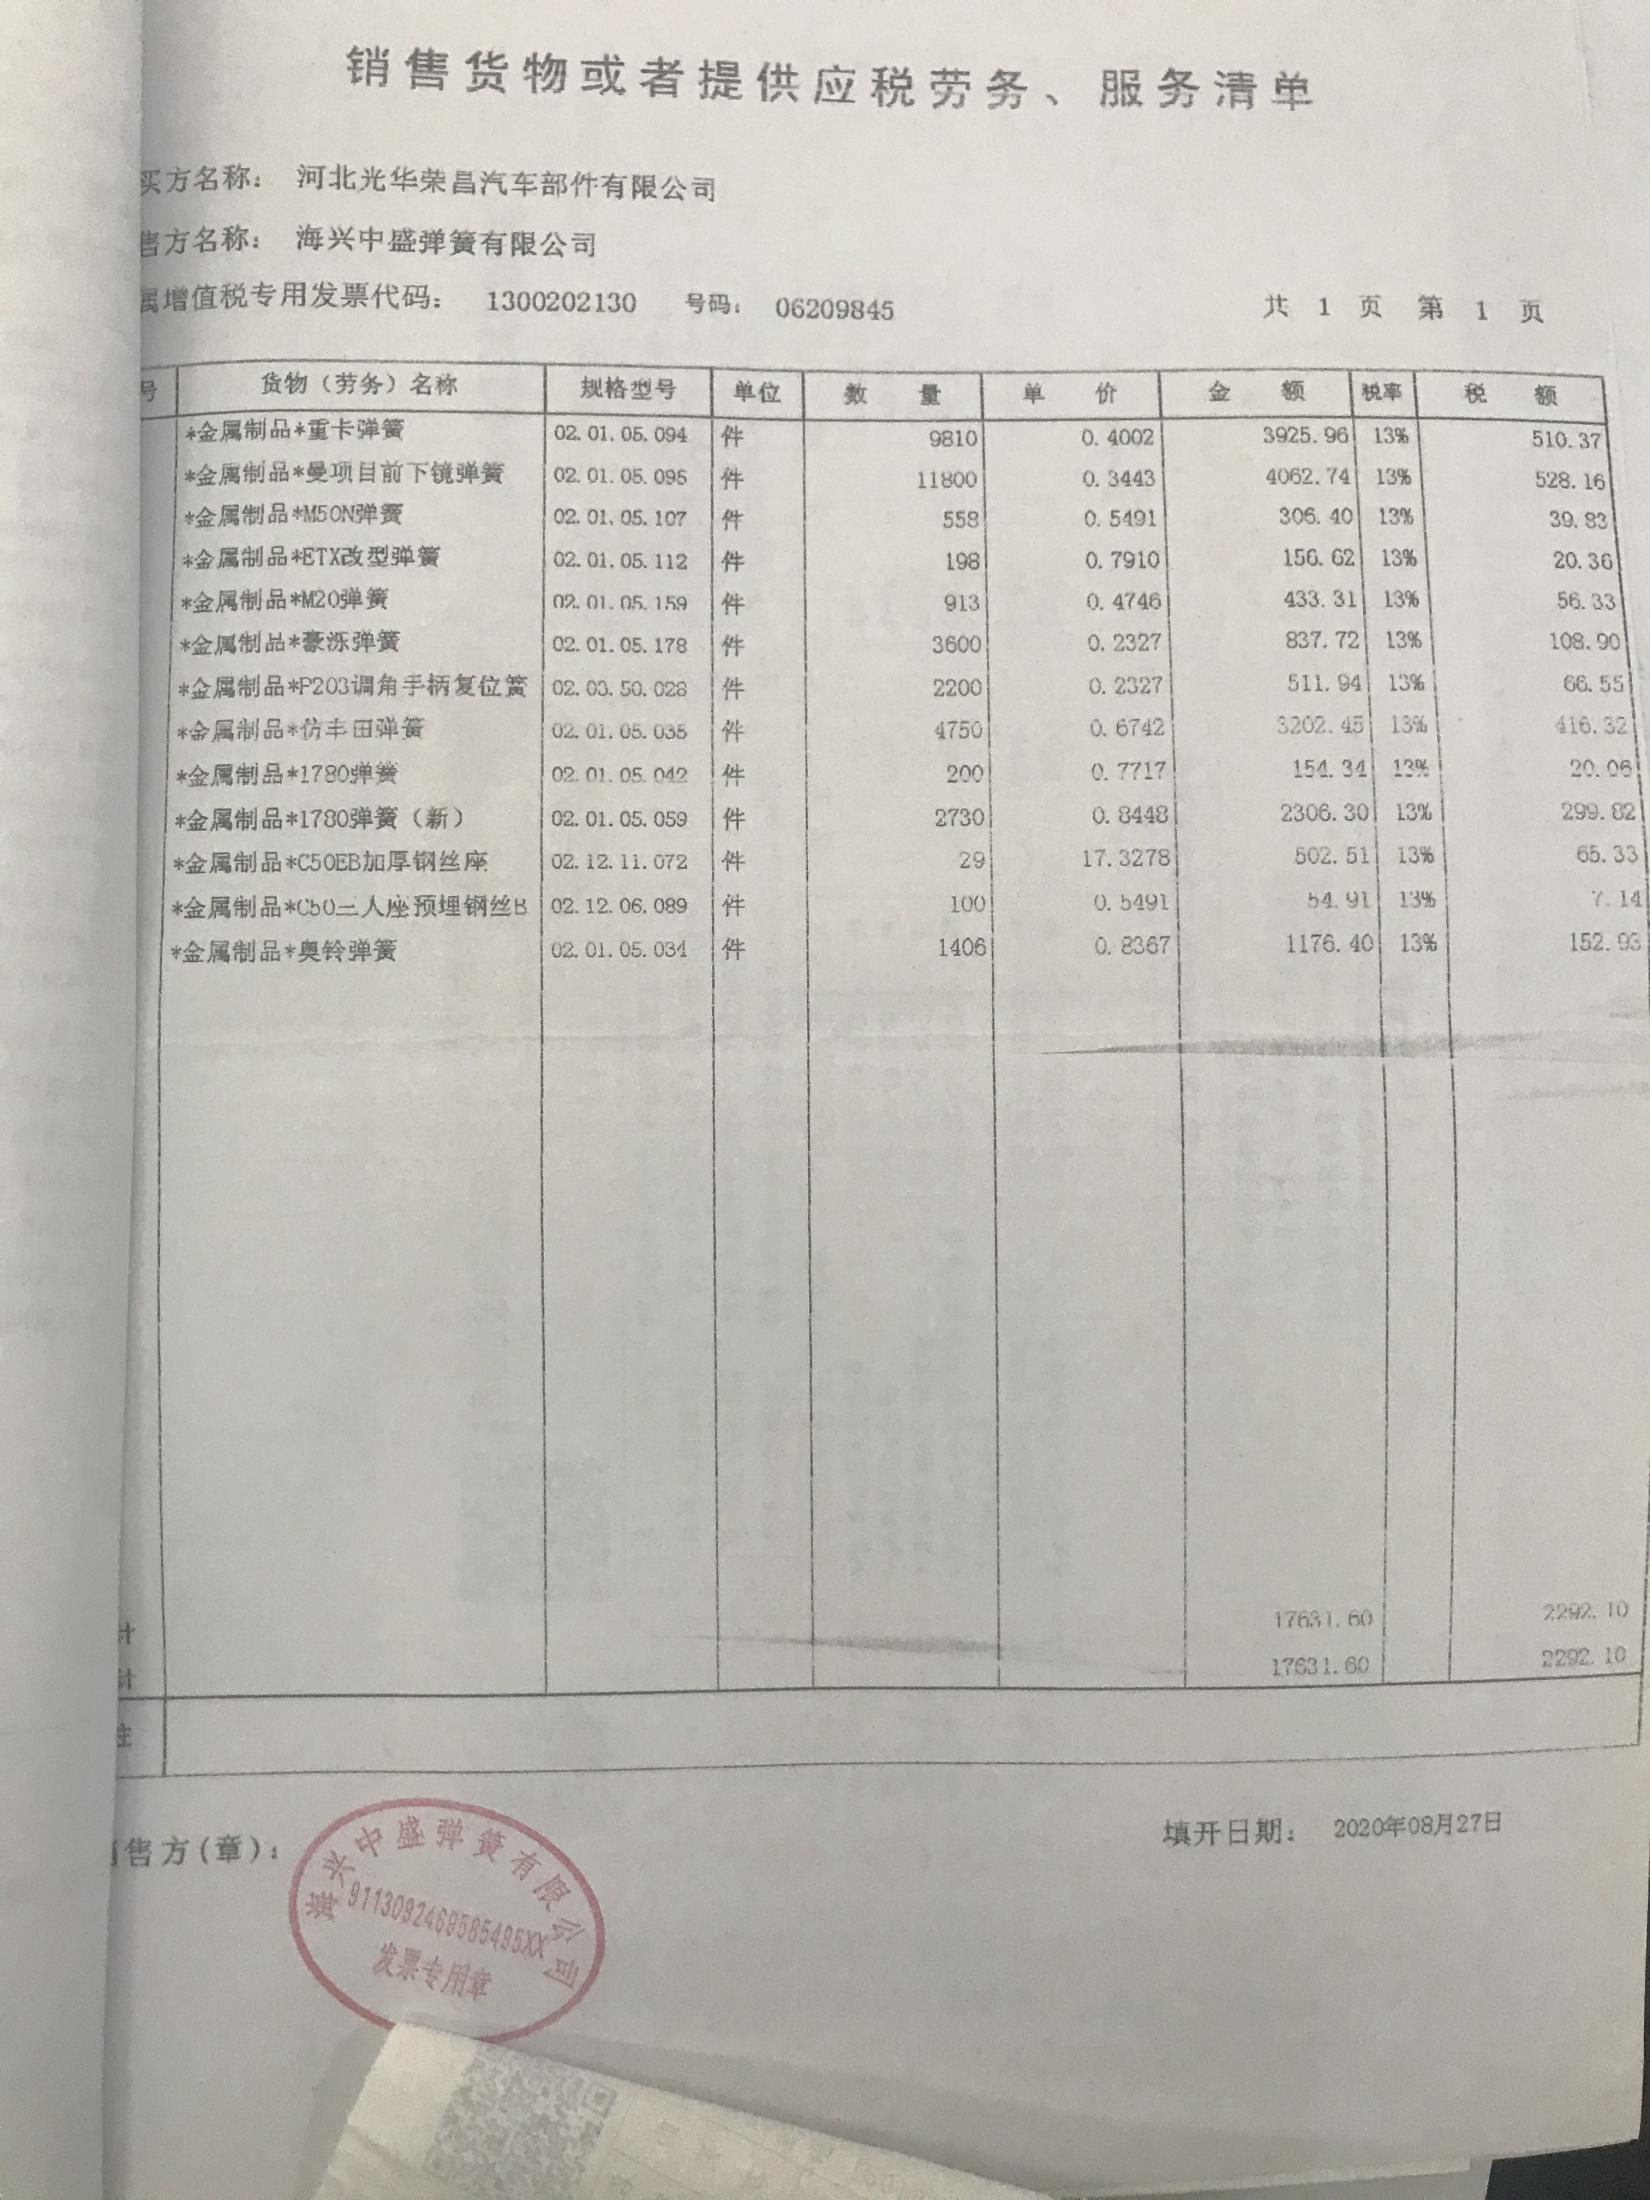 销售货物或者提供应税劳务、服务清单
买方名称： 河北光华荣昌汽车部件有限公司
售方名称： 海兴中盛弹簧有限公司
属增值税专用发票代码： 1300202130 号码： 06209845 共 1 页 第 1 页
号 货物（劳务）名称 规格型号 单位 数 量 单 价 金 额 税率 税 额
*金属制品*重卡弹簧 02.01.05.094 件 9810 0.4002 3925.96 13% 510.37
*金属制品*曼项目前下镜弹簧 02.01.05.095 件 11800 0.3443 4062.74 13% 528.16
*金属制品*M50N弹簧 02.01.05.107 件 558 0.5491 306.40 13% 39.83
*金属制品*ETX改型弹簧 02.01.05.112 件 198 0.7910 156.62 13% 20.36
*金属制品*M20弹簧 02.01.05.159 件 913 0.4746 433.31 13% 56.33
*金属制品*豪泺弹簧 02.01.05.178 件 3600 0.2327 837.72 13% 108.90
*金属制品*P203调角手柄复位簧 02.03.50.028 件 2200 0.2327 511.94 13% 66.55
*金属制品*仿丰田弹簧 02.01.05.035 件 4750 0.6742 3202.45 13% 416.32
*金属制品*1780弹簧 02.01.05.042 件 200 0.7717 154.34 13% 20.06
*金属制品*1780弹簧（新） 02.01.05.059 件 2730 0.8448 2306.30 13% 299.82
*金属制品*C50EB加厚钢丝座 02.12.11.072 件 29 17.3278 502.51 13% 65.33
*金属制品*C50三人座预埋钢丝B 02.12.06.089 件 100 0.5491 54.91 13% 7.14
*金属制品*奥铃弹簧 02.01.05.034 件 1406 0.8367 1176.40 13% 152.93
计 17631.60 2292.10
计 17631.60 2292.10
注
销售方(章)： 填开日期： 2020年08月27日
海兴中盛弹簧有限公司
9113092469585495XX
发票专用章